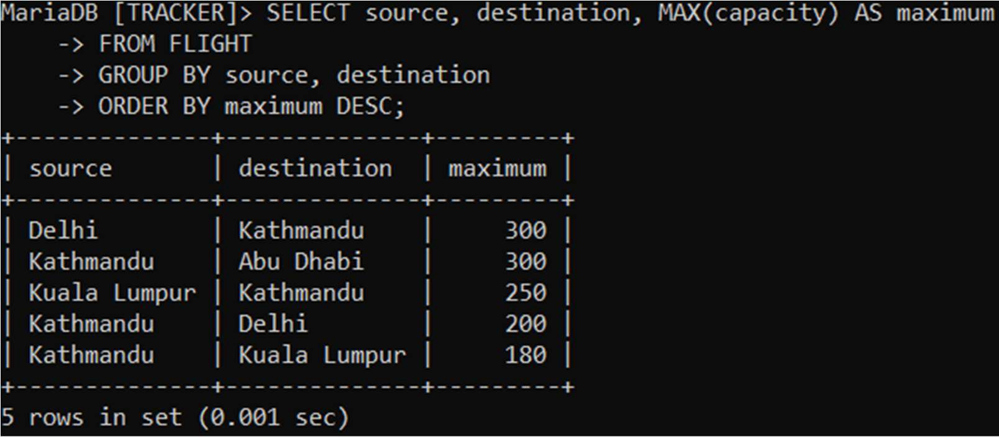 MariaDB [TRACKER]> SELECT source, destination, MAX(capacity) AS maximum
    -> FROM FLIGHT
    -> GROUP BY source, destination
    -> ORDER BY maximum DESC;
+--------------+--------------+---------+
| source       | destination  | maximum |
+--------------+--------------+---------+
| Delhi        | Kathmandu    |     300 |
| Kathmandu    | Abu Dhabi    |     300 |
| Kuala Lumpur | Kathmandu    |     250 |
| Kathmandu    | Delhi        |     200 |
| Kathmandu    | Kuala Lumpur |     180 |
+--------------+--------------+---------+
5 rows in set (0.001 sec)